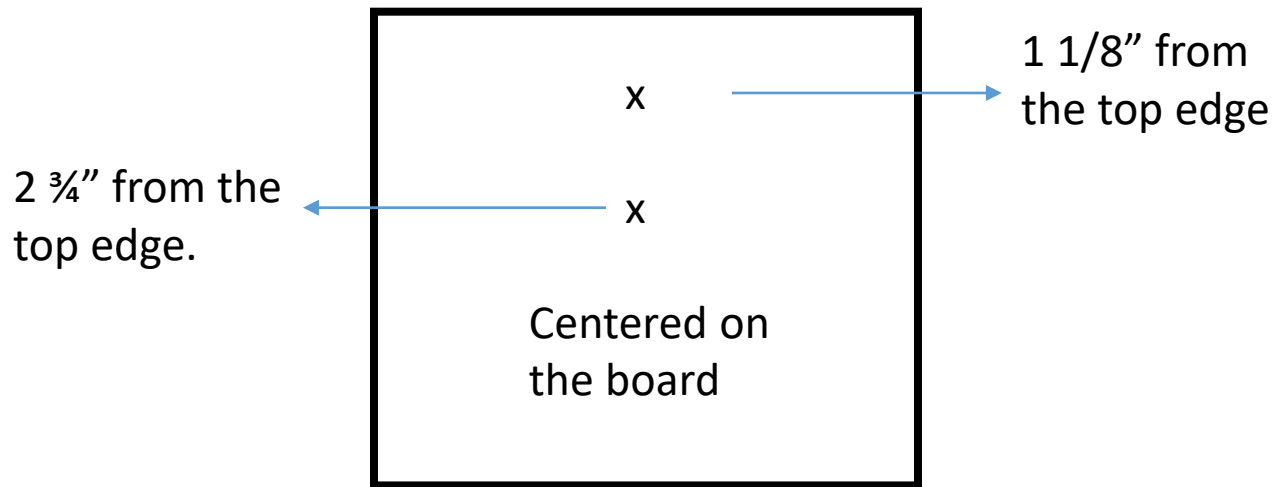 1 1/8” from
the top edge
x
2 ¾” from the
top edge.
x
Centered on
the board